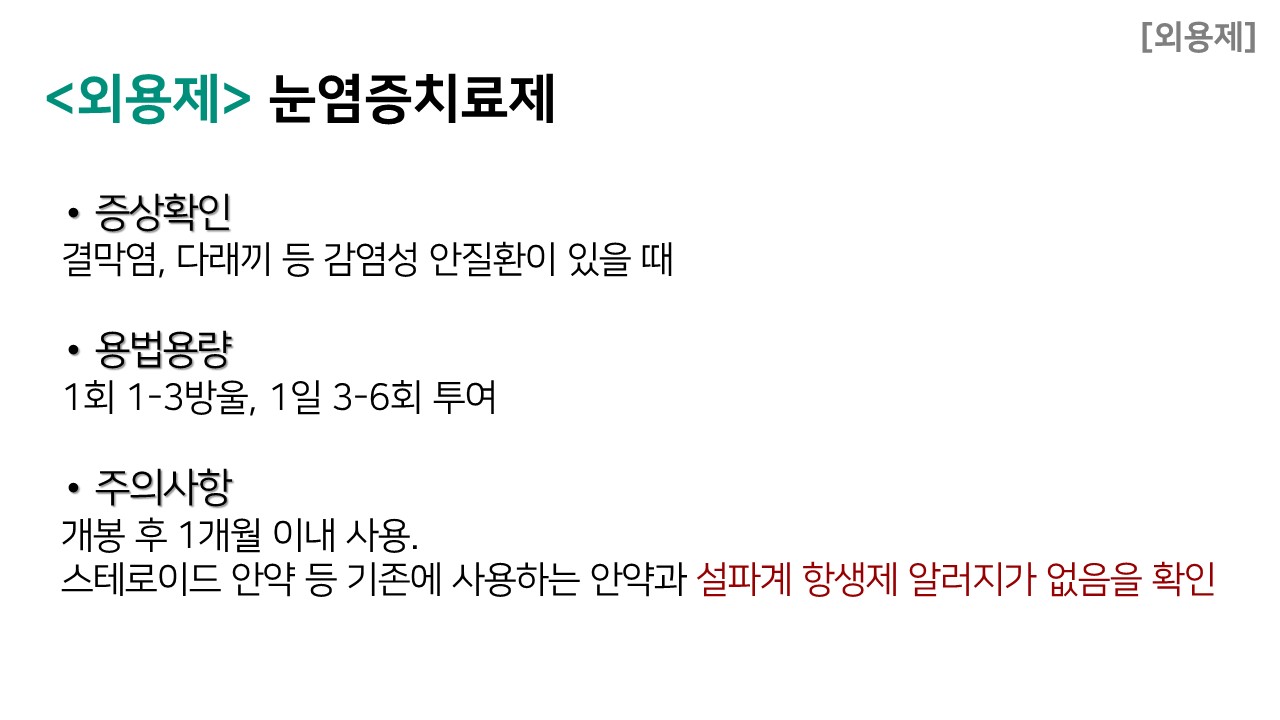 [외용제]
<외용제> 눈염증치료제
• 증상확인
결막염, 다래끼 등 감염성 안질환이 있을 때
• 용법용량
1회 1-3방울, 1일 3-6회 투여
• 주의사항
개봉 후 1개월 이내 사용.
스테로이드 안약 등 기존에 사용하는 안약과 설파계 항생제 알러지가 없음을 확인